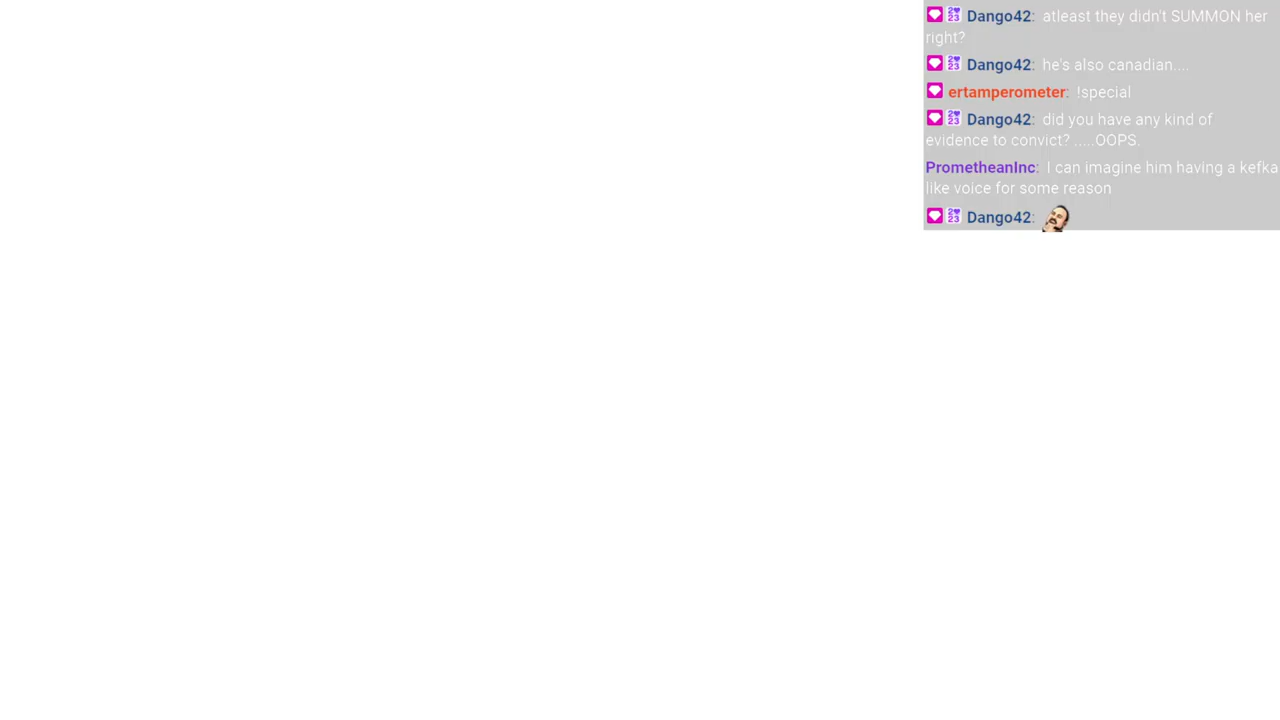 Dango42: atleast they didn't SUMMON her
right?
Dango42: he's also canadian....
ertamperometer: !special
Dango42: did you have any kind of
evidence to convict? .....OOPS.
PrometheanInc: I can imagine him having a kefka
like voice for some reason
Dango42: